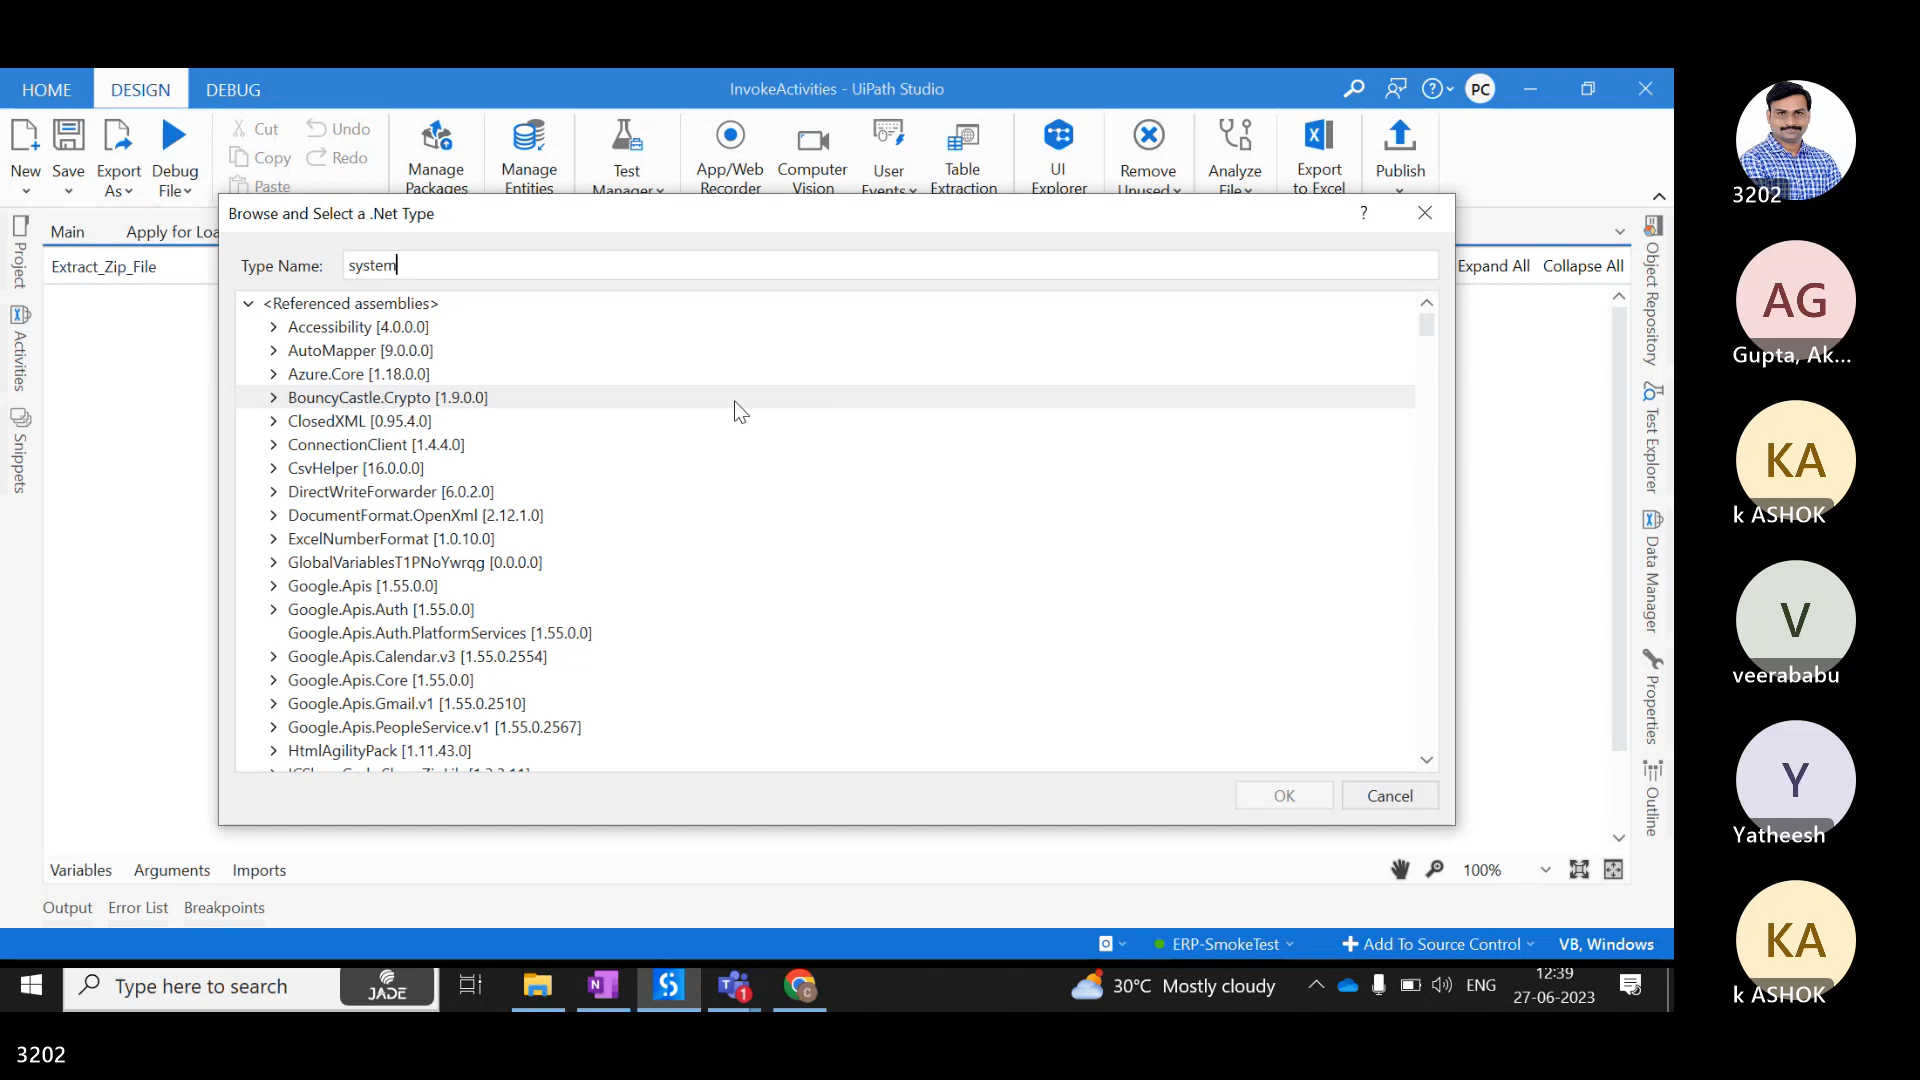 HOME DESIGN DEBUG InvokeActivities - UiPath Studio PC
New Save Export As Debug File Cut Copy Paste Undo Redo Manage Packages Manage Entities Test Manager App/Web Recorder Computer Vision User Events Table Extraction UI Explorer Remove Unused Analyze File Export to Excel Publish
Browse and Select a .Net Type ?
Main Apply for Loa
Extract_Zip_File Expand All Collapse All
Type Name: system
<Referenced assemblies>
Accessibility [4.0.0.0]
AutoMapper [9.0.0.0]
Azure.Core [1.18.0.0]
BouncyCastle.Crypto [1.9.0.0]
ClosedXML [0.95.4.0]
ConnectionClient [1.4.4.0]
CsvHelper [16.0.0.0]
DirectWriteForwarder [6.0.2.0]
DocumentFormat.OpenXml [2.12.1.0]
ExcelNumberFormat [1.0.10.0]
GlobalVariablesT1PNoYwrqg [0.0.0.0]
Google.Apis [1.55.0.0]
Google.Apis.Auth [1.55.0.0]
Google.Apis.Auth.PlatformServices [1.55.0.0]
Google.Apis.Calendar.v3 [1.55.0.2554]
Google.Apis.Core [1.55.0.0]
Google.Apis.Gmail.v1 [1.55.0.2510]
Google.Apis.PeopleService.v1 [1.55.0.2567]
HtmlAgilityPack [1.11.43.0]
OK Cancel
Project
Activities
Snippets
Object Repository
Test Explorer
Data Manager
Properties
Outline
Variables Arguments Imports 100%
Output Error List Breakpoints
ERP-SmokeTest Add To Source Control VB, Windows
Type here to search JADE 1 C 30°C Mostly cloudy ENG 12:39
27-06-2023
3202
3202
AG
Gupta, Ak...
KA
k ASHOK
V
veerababu
Y
Yatheesh
KA
k ASHOK